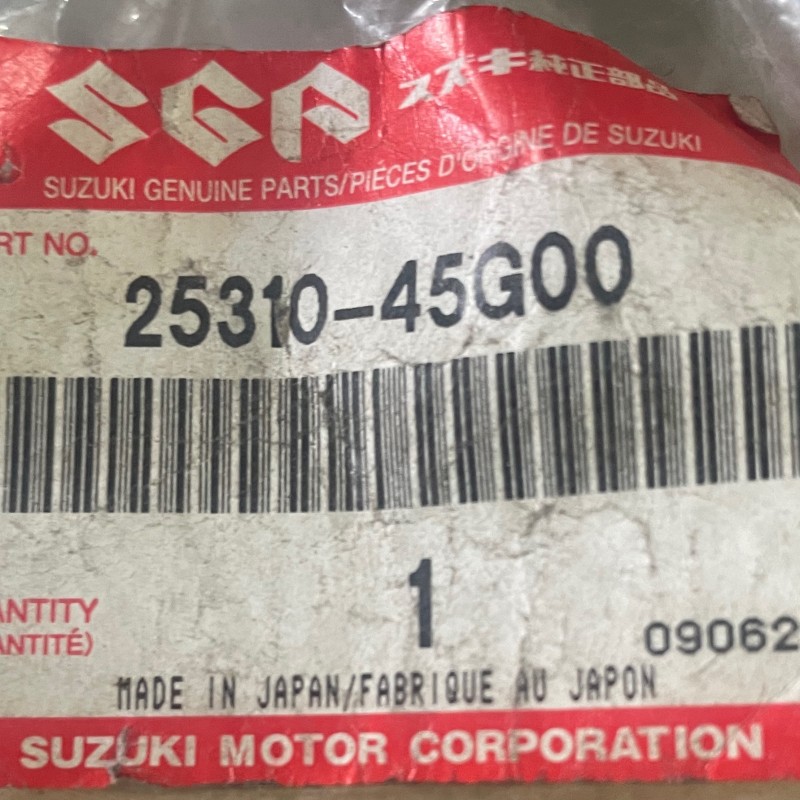 SGP スズキ純正部品
SUZUKI GENUINE PARTS/PIÈCES D'ORIGINE DE SUZUKI
RT NO.
25310-45G00
1
ANTITY
ANTITÉ)
09062
MADE IN JAPAN/FABRIQUE AU JAPON
SUZUKI MOTOR CORPORATION